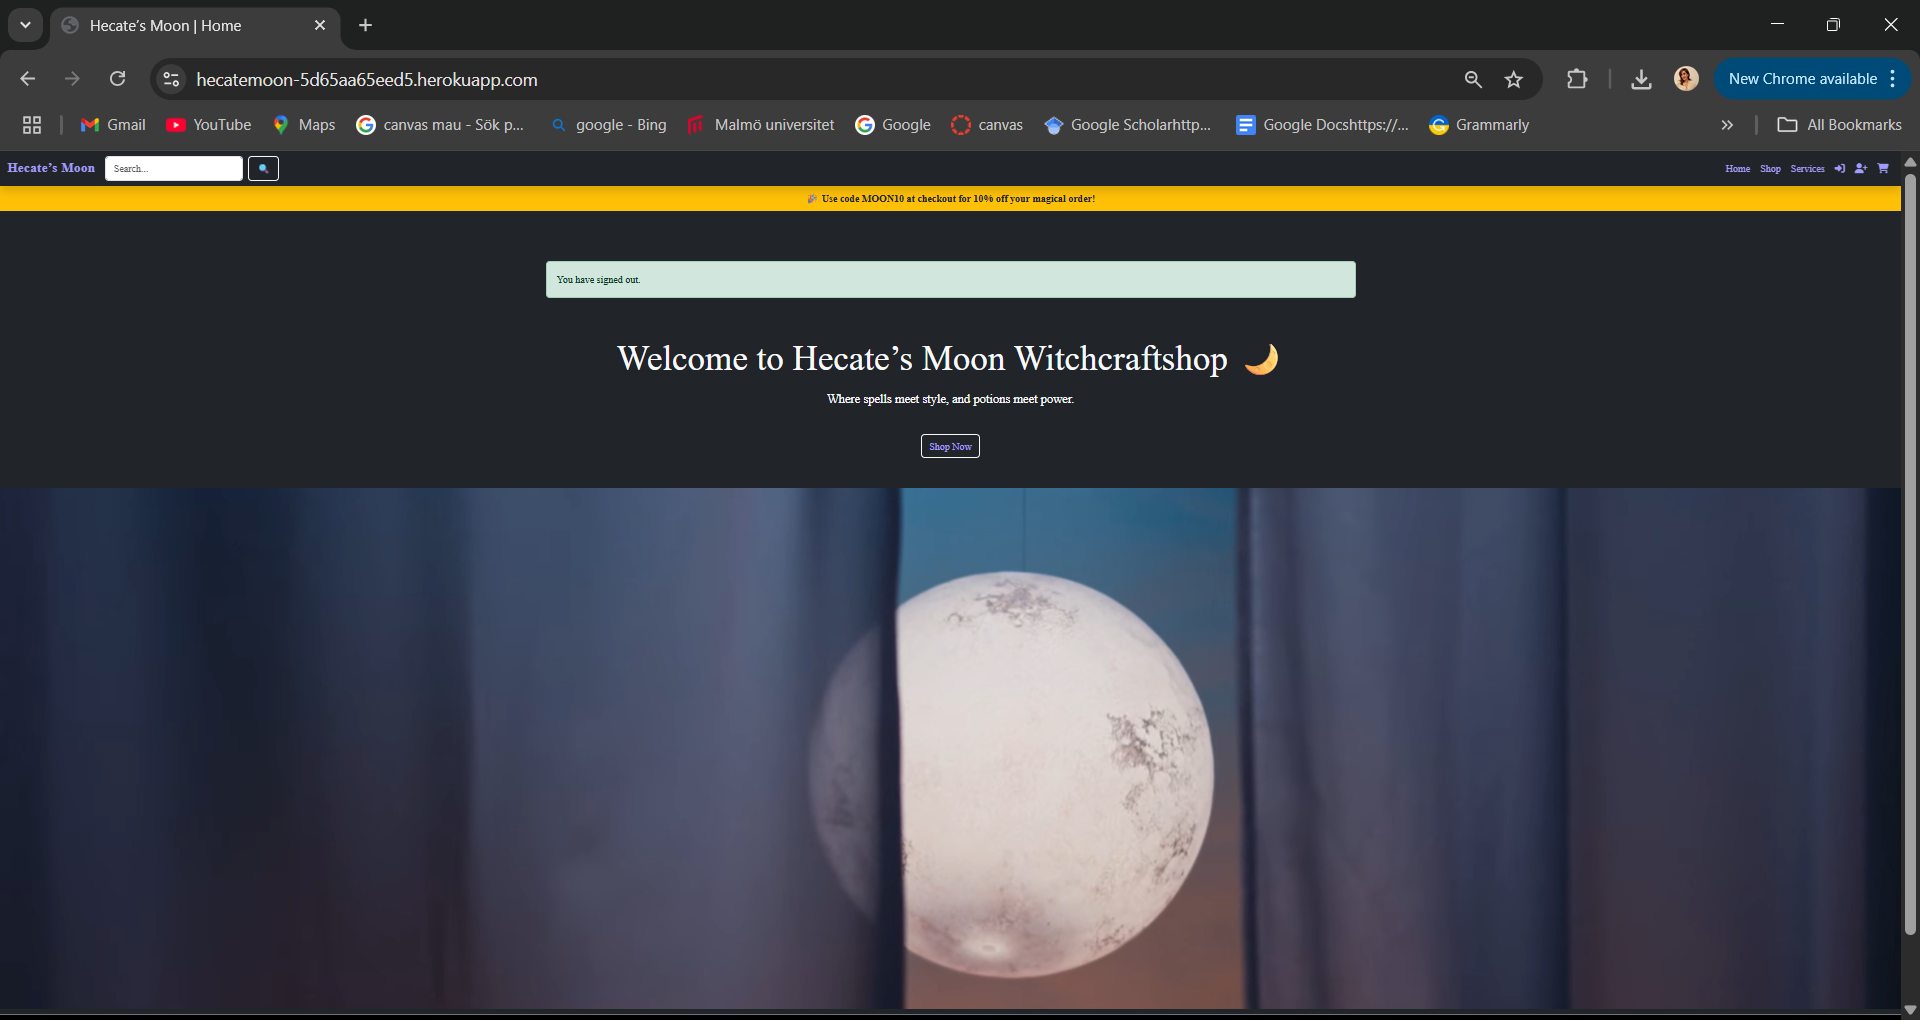 Hecate's Moon | Home
hecatemoon-5d65aa65eed5.herokuapp.com
New Chrome available
Gmail
YouTube
Maps
canvas mau - Sök p...
google - Bing
Malmö universitet
Google
canvas
Google Scholarhttp...
Google Docshttps://...
Grammarly
All Bookmarks
Hecate’s Moon
Search...
Home
Shop
Services
🎉 Use code MOON10 at checkout for 10% off your magical order!
You have signed out.
Welcome to Hecate’s Moon Witchcraftshop 🌙
Where spells meet style, and potions meet power.
Shop Now